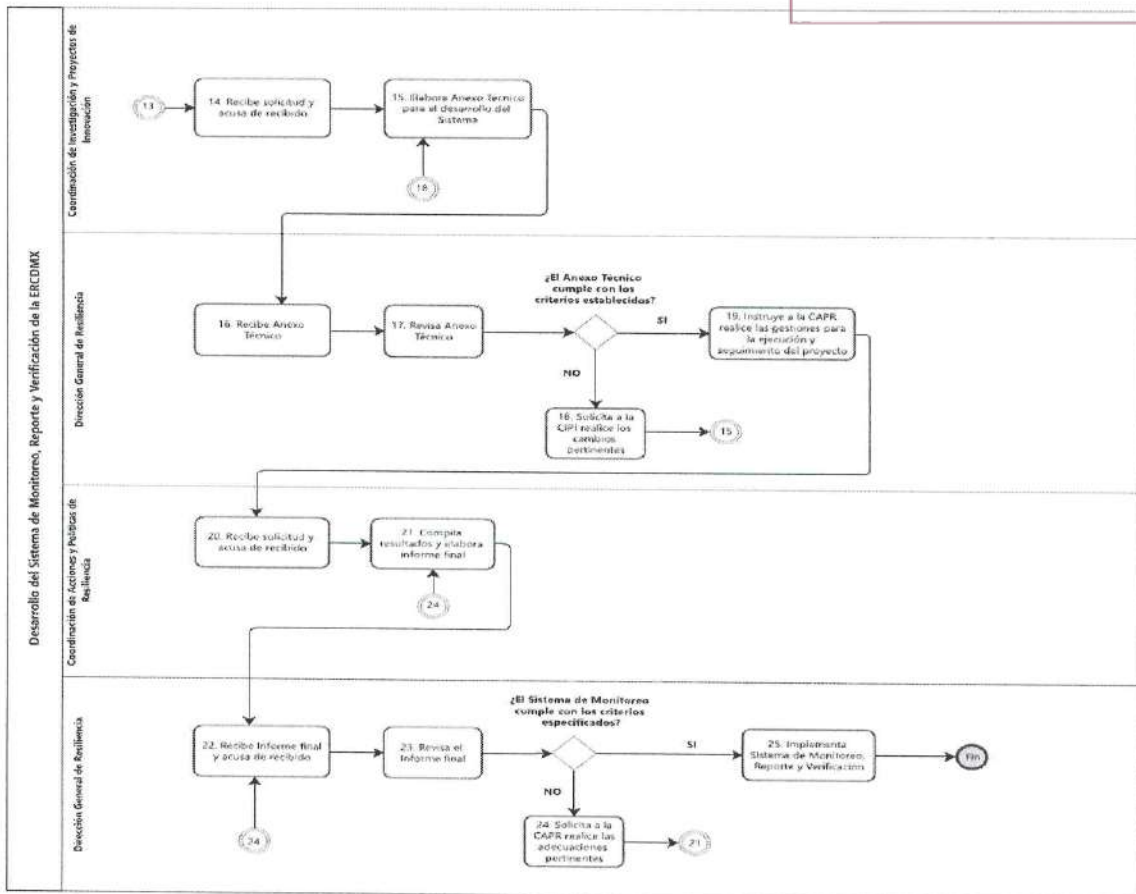 Desarrollo del Sistema de Monitoreo, Reporte y Verificación de la ERCDMX
Coordinación de Investigación y Proyectos de
Innovación
13
14. Recibe solicitud y
acusa de recibido
15. Elabora Anexo Técnico
para el desarrollo del
Sistema
18
Dirección General de Resiliencia
16. Recibe Anexo
Técnico
17. Revisa Anexo
Técnico
¿El Anexo Técnico
cumple con los
criterios establecidos?
SI
NO
19. Instruye a la CAPR
realice las gestiones para
la ejecución y
seguimiento del proyecto
18. Solicita a la
CIPI realice los
cambios
pertinentes
15
Coordinación de Acciones y Políticas de
Resiliencia
20. Recibe solicitud y
acusa de recibido
21. Compila
resultados y elabora
informe final
24
Dirección General de Resiliencia
22. Recibe Informe final
y acusa de recibido
24
23. Revisa el
Informe final
¿El Sistema de Monitoreo
cumple con los criterios
especificados?
SI
NO
25. Implementa
Sistema de Monitoreo,
Reporte y Verificación
Fin
24. Solicita a la
CAPR realice las
adecuaciones
pertinentes
21